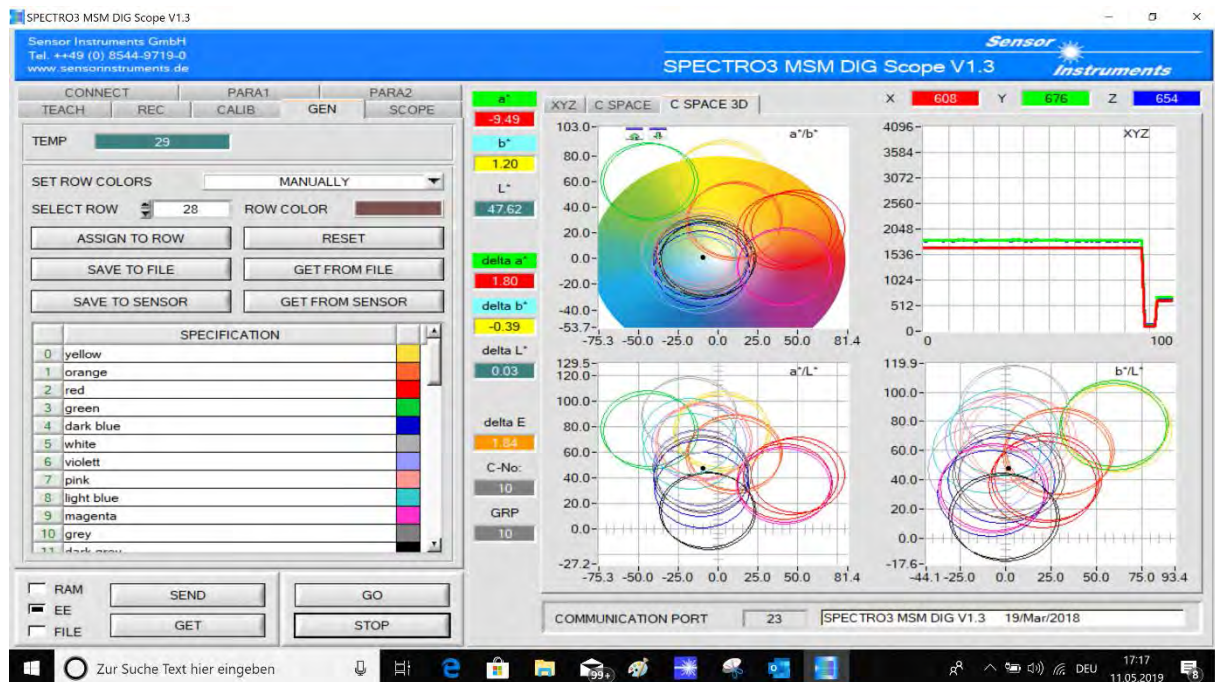 SPECTRO3 MSM DIG Scope V1.3
Sensor Instruments GmbH
Tel. ++49 (0) 8544-9719-0
www.sensorinstruments.de
Sensor
Instruments
SPECTRO3 MSM DIG Scope V1.3
CONNECT PARA1 PARA2
TEACH REC CALIB GEN SCOPE
TEMP 29
SET ROW COLORS MANUALLY
SELECT ROW 28 ROW COLOR
ASSIGN TO ROW RESET
SAVE TO FILE GET FROM FILE
SAVE TO SENSOR GET FROM SENSOR
SPECIFICATION
0 yellow
1 orange
2 red
3 green
4 dark blue
5 white
6 violett
7 pink
8 light blue
9 magenta
10 grey
11 dark grey
RAM
EE
FILE
SEND GO
GET STOP
a*
-9.49
b*
1.20
L*
47.62
delta a*
1.80
delta b*
-0.39
delta L*
0.03
delta E
1.84
C-No:
10
GRP
10
XYZ C SPACE C SPACE 3D
X 608 Y 676 Z 654
a*/b*
103.0
80.0
60.0
40.0
20.0
0.0
-20.0
-40.0
-53.7
-75.3 -50.0 -25.0 0.0 25.0 50.0 81.4
XYZ
4096
3584
3072
2560
2048
1536
1024
512
0
0 100
a*/L*
129.5
120.0
100.0
80.0
60.0
40.0
20.0
0.0
-27.2
-75.3 -50.0 -25.0 0.0 25.0 50.0 81.4
b*/L*
119.9
100.0
80.0
60.0
40.0
20.0
0.0
-17.6
-44.1 -25.0 0.0 25.0 50.0 75.0 93.4
COMMUNICATION PORT 23 SPECTRO3 MSM DIG V1.3 19/Mar/2018
Zur Suche Text hier eingeben
99+
DEU
17:17
11.05.2019
8